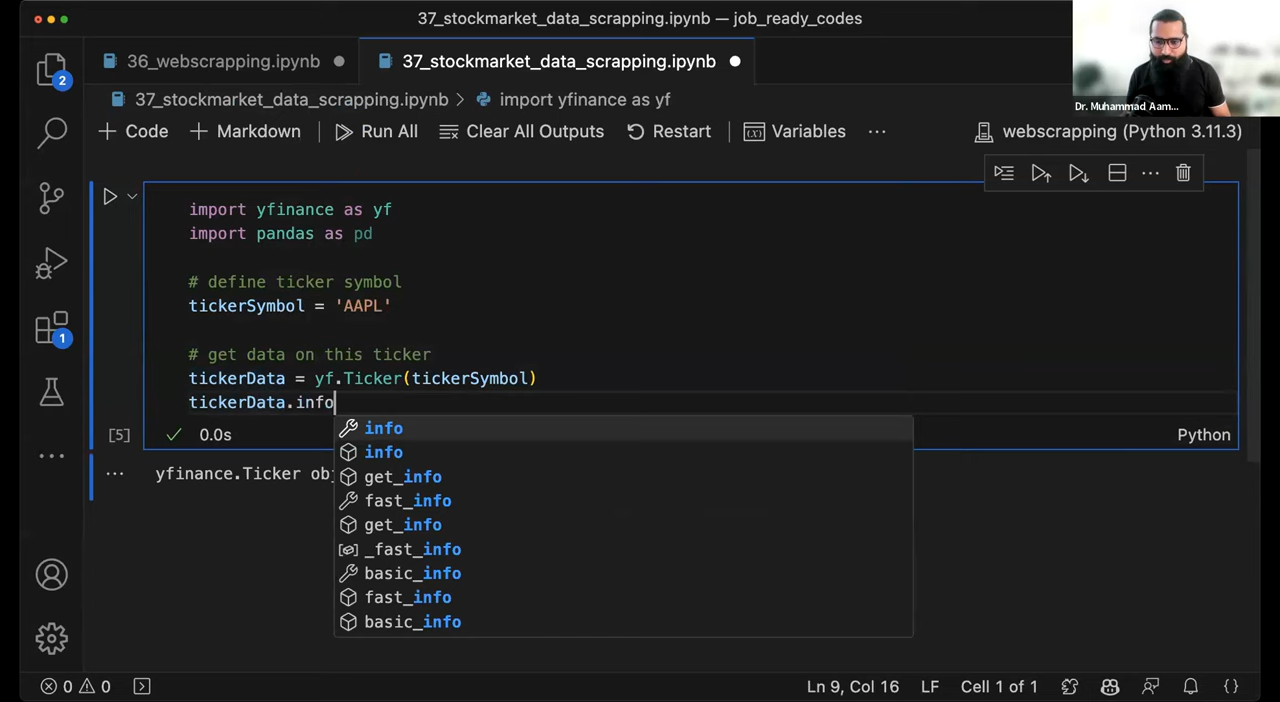 37_stockmarket_data_scrapping.ipynb — job_ready_codes
36_webscrapping.ipynb
37_stockmarket_data_scrapping.ipynb
37_stockmarket_data_scrapping.ipynb > import yfinance as yf
Dr. Muhammad Aam...
+ Code + Markdown Run All Clear All Outputs Restart Variables ... webscrapping (Python 3.11.3)
2
import yfinance as yf
import pandas as pd
# define ticker symbol
tickerSymbol = 'AAPL'
# get data on this ticker
tickerData = yf.Ticker(tickerSymbol)
tickerData.info
1
info
info
get_info
fast_info
get_info
_fast_info
basic_info
fast_info
basic_info
[5] 0.0s Python
yfinance.Ticker obj
0 0 Ln 9, Col 16 LF Cell 1 of 1 {}